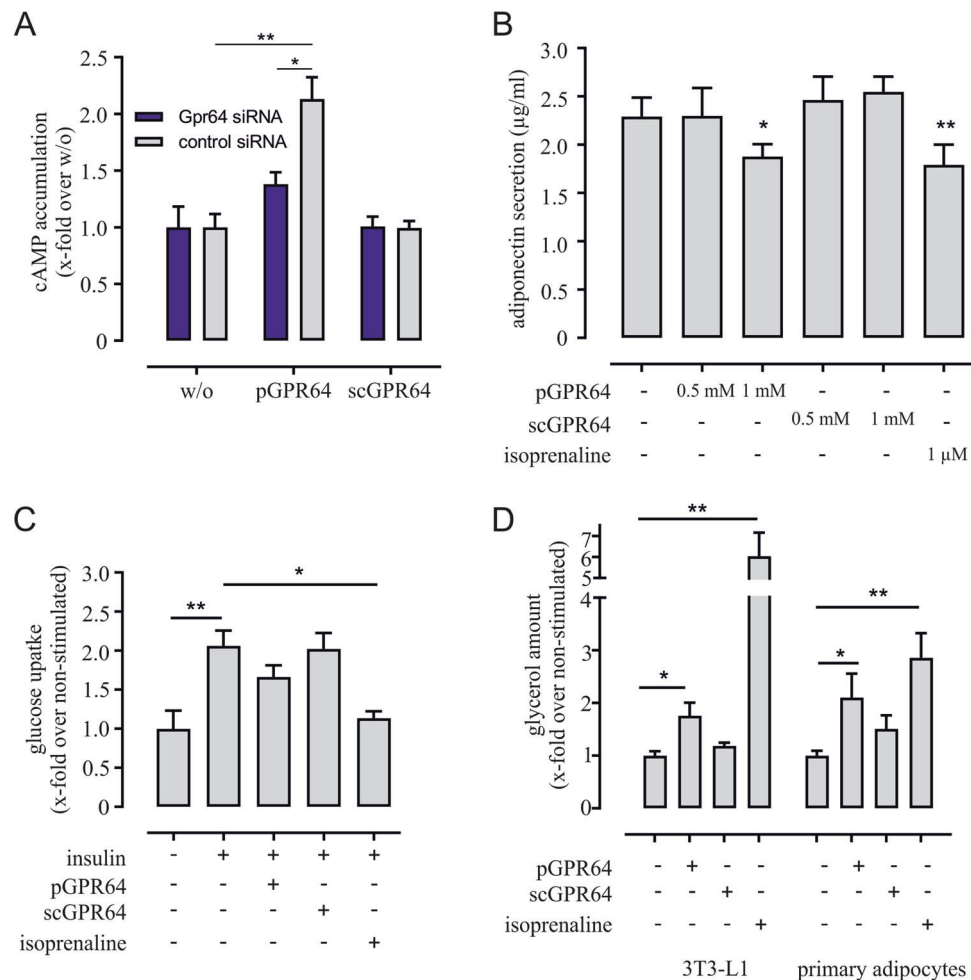 A
**
*
2.5
2.0
1.5
1.0
0.5
0
cAMP accumulation
(x-fold over w/o)
Gpr64 siRNA
control siRNA
w/o pGPR64 scGPR64
B
3.0
2.5
2.0
1.5
1.0
0.5
0
adiponectin secretion (µg/ml)
* **
pGPR64 - 0.5 mM 1 mM - - -
scGPR64 - - - 0.5 mM 1 mM -
isoprenaline - - - - - 1 µM
C
3.0
2.5
2.0
1.5
1.0
0.5
0
glucose upatke
(x-fold over non-stimulated)
*
**
insulin - + + + +
pGPR64 - - + - -
scGPR64 - - - + -
isoprenaline - - - - +
D
7
6
5
4
3
2
1
0
glycerol amount
(x-fold over non-stimulated)
**
**
*
*
pGPR64 - + - - - + - -
scGPR64 - - + - - - + -
isoprenaline - - - + - - - +
3T3-L1 primary adipocytes